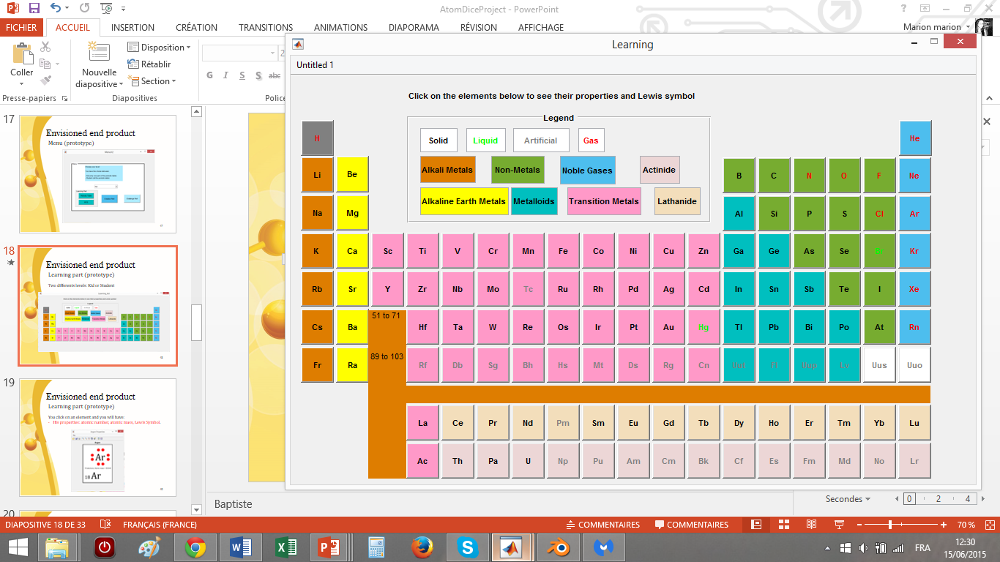 AtomDiceProject - PowerPoint
FICHIER ACCUEIL INSERTION CRÉATION TRANSITIONS ANIMATIONS DIAPORAMA RÉVISION AFFICHAGE Marion marion
Coller
Nouvelle diapositive
Disposition
Rétablir
Section
G I S S abc
Presse-papiers Diapositives Police
17
Envisioned end product
Menu (prototype)
18
Envisioned end product
Learning part (prototype)
Two differents levels: Kid or Student
19
Envisioned end product
Learning part (prototype)
You click on an element and you will have:
- His properties: atomic number, atomic mass, Lewis Symbol
Ar
18 Ar
20
Learning
Untitled 1
Click on the elements below to see their properties and Lewis symbol
Legend
Solid Liquid Artificial Gas
Alkali Metals Non-Metals Noble Gases Actinide
Alkaline Earth Metals Metalloids Transition Metals Lathanide
H He
Li Be B C N O F Ne
Na Mg Al Si P S Cl Ar
K Ca Sc Ti V Cr Mn Fe Co Ni Cu Zn Ga Ge As Se Br Kr
Rb Sr Y Zr Nb Mo Tc Ru Rh Pd Ag Cd In Sn Sb Te I Xe
Cs Ba 51 to 71 Hf Ta W Re Os Ir Pt Au Hg Tl Pb Bi Po At Rn
Fr Ra 89 to 103 Rf Db Sg Bh Hs Mt Ds Rg Cn Uut Fl Uup Lv Uus Uuo
La Ce Pr Nd Pm Sm Eu Gd Tb Dy Ho Er Tm Yb Lu
Ac Th Pa U Np Pu Am Cm Bk Cf Es Fm Md No Lr
Baptiste
Secondes 0 2 4
DIAPOSITIVE 18 DE 33 FRANÇAIS (FRANCE) COMMENTAIRES COMMENTAIRES 70 %
FRA
12:30
15/06/2015